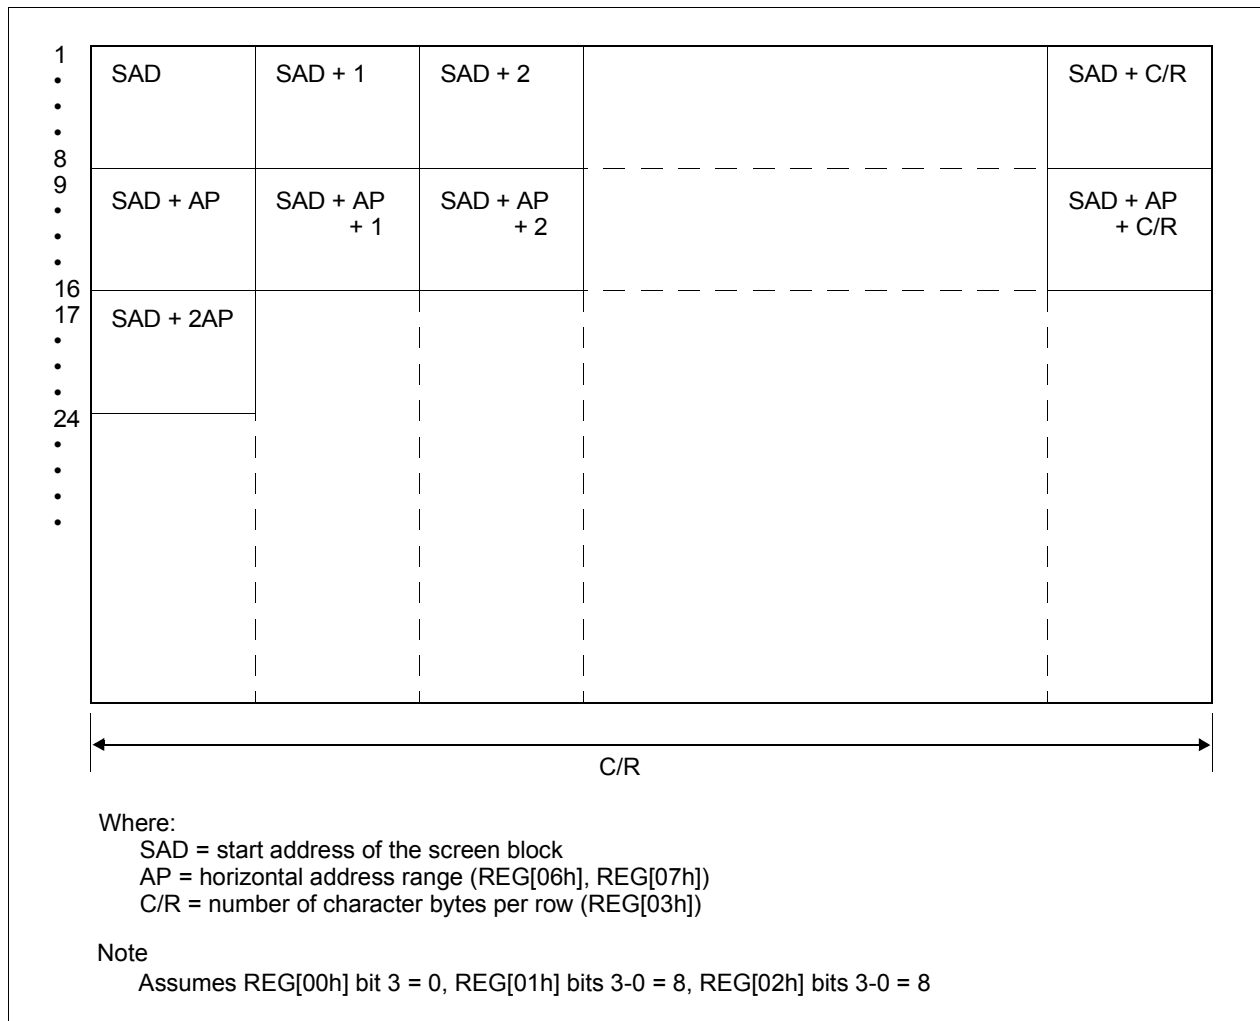 1 SAD SAD + 1 SAD + 2 SAD + C/R
•
•
•
8
9
SAD + AP SAD + AP + 1 SAD + AP + 2 SAD + AP + C/R
•
•
•
16
17 SAD + 2AP
•
•
•
24
•
•
•
•
C/R
Where:
SAD = start address of the screen block
AP = horizontal address range (REG[06h], REG[07h])
C/R = number of character bytes per row (REG[03h])
Note
Assumes REG[00h] bit 3 = 0, REG[01h] bits 3-0 = 8, REG[02h] bits 3-0 = 8